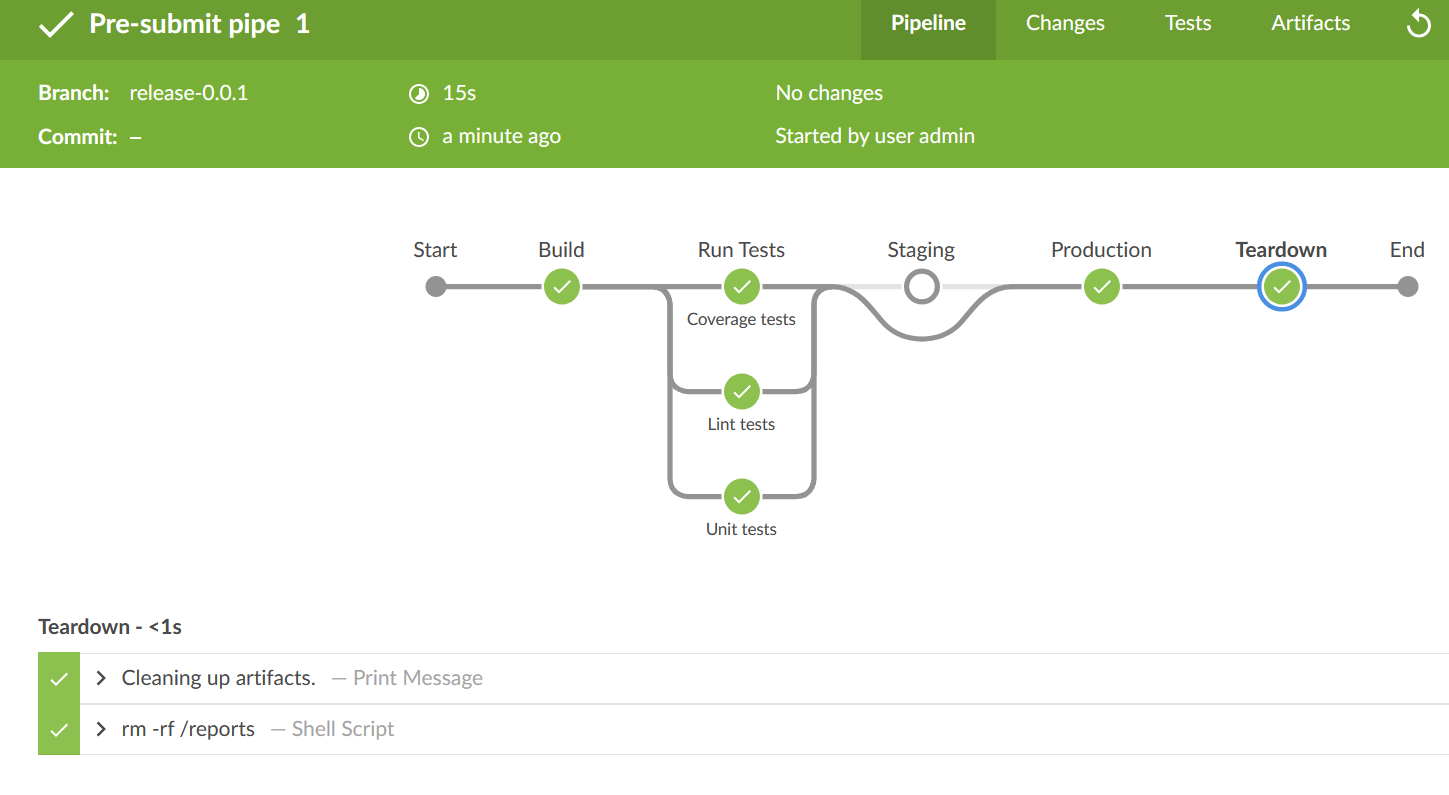 Pre-submit pipe 1
Pipeline Changes Tests Artifacts
Branch: release-0.0.1 15s No changes
Commit: – a minute ago Started by user admin
Start Build Run Tests Staging Production Teardown End
Coverage tests
Lint tests
Unit tests
Teardown - <1s
Cleaning up artifacts. — Print Message
rm -rf /reports — Shell Script